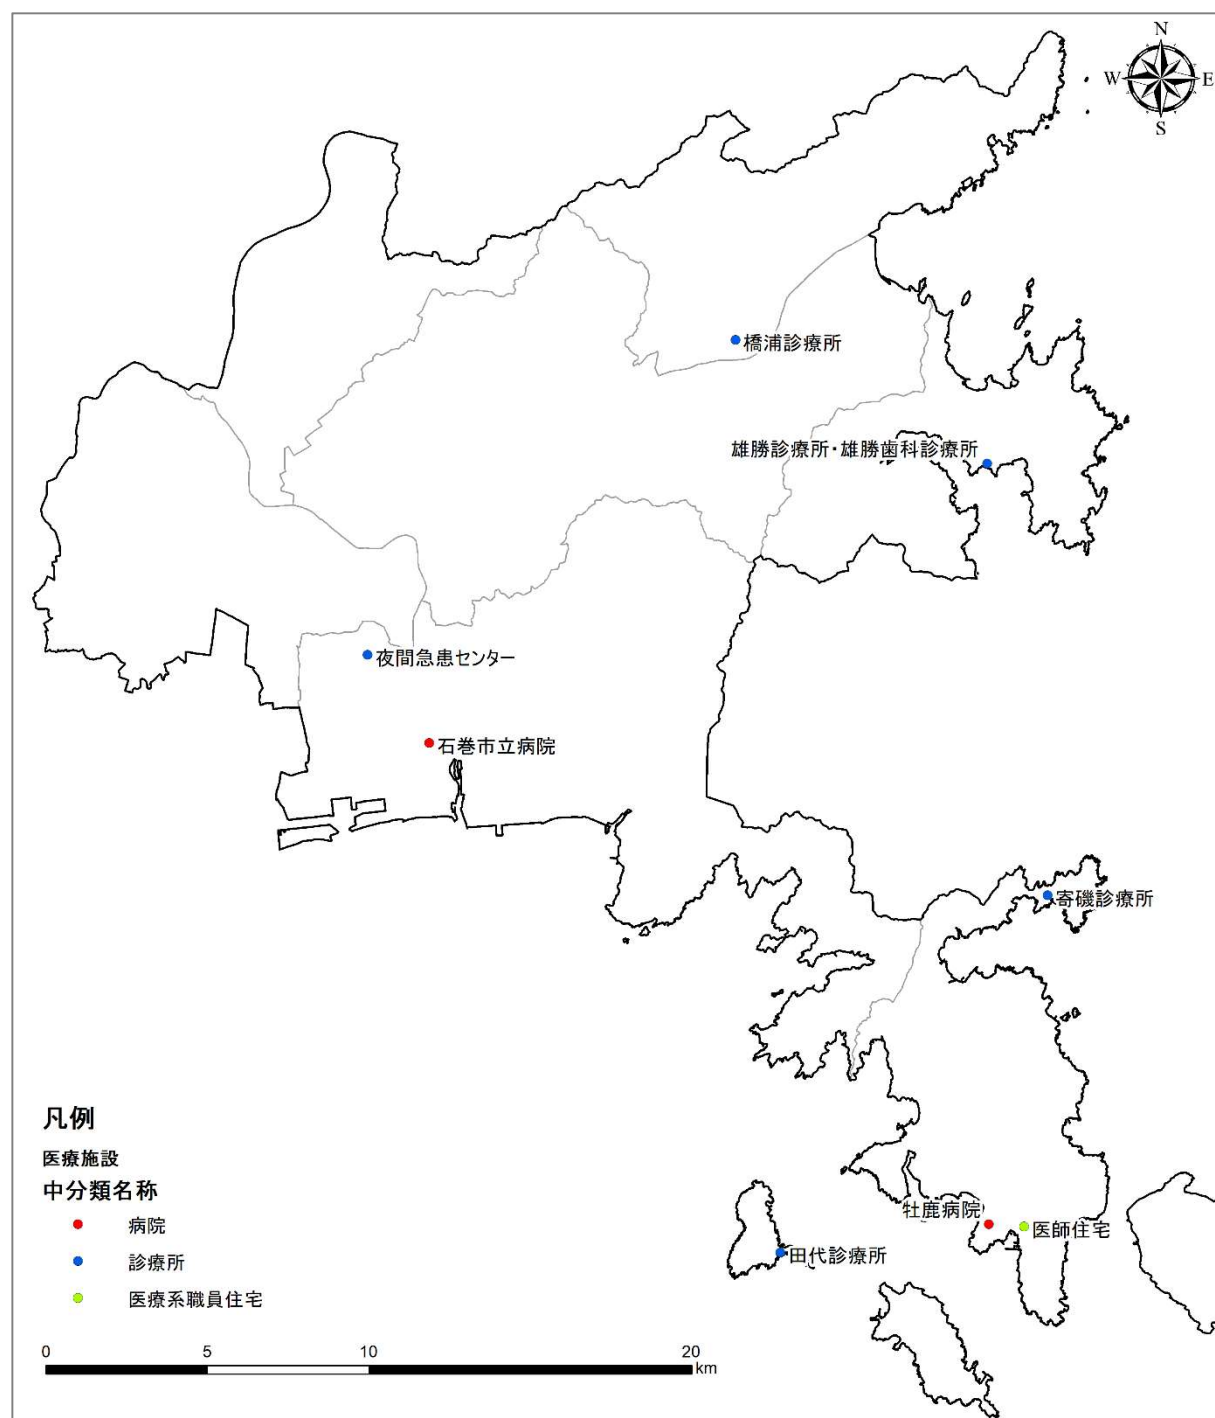 N
W
E
S
橋浦診療所
雄勝診療所・雄勝歯科診療所
夜間急患センター
石巻市立病院
寄磯診療所
牡鹿病院
医師住宅
田代診療所
凡例
医療施設
中分類名称
病院
診療所
医療系職員住宅
0 5 10 20
km